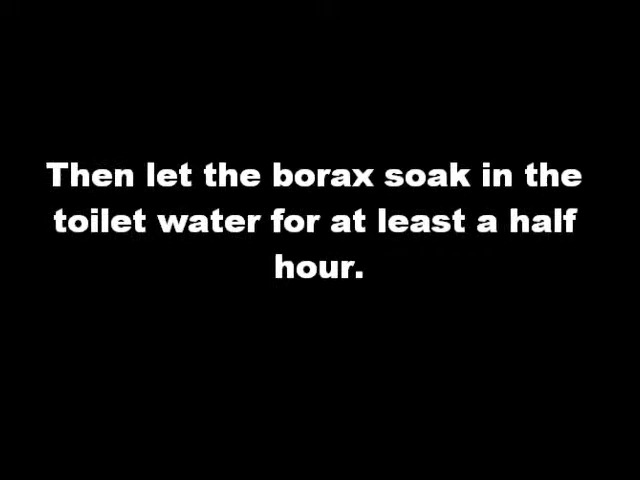 Then let the borax soak in the
toilet water for at least a half
hour.